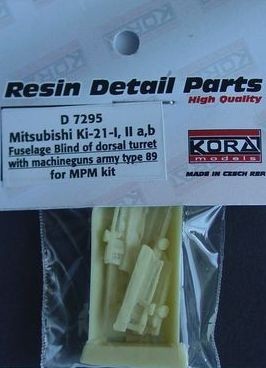 Resin Detail Parts
High Quality
D 7295
Mitsubishi Ki-21-I, II a,b
Fuselage Blind of dorsal turret
with machineguns army type 89
for MPM kit
KORA
models
MADE IN CZECH REP